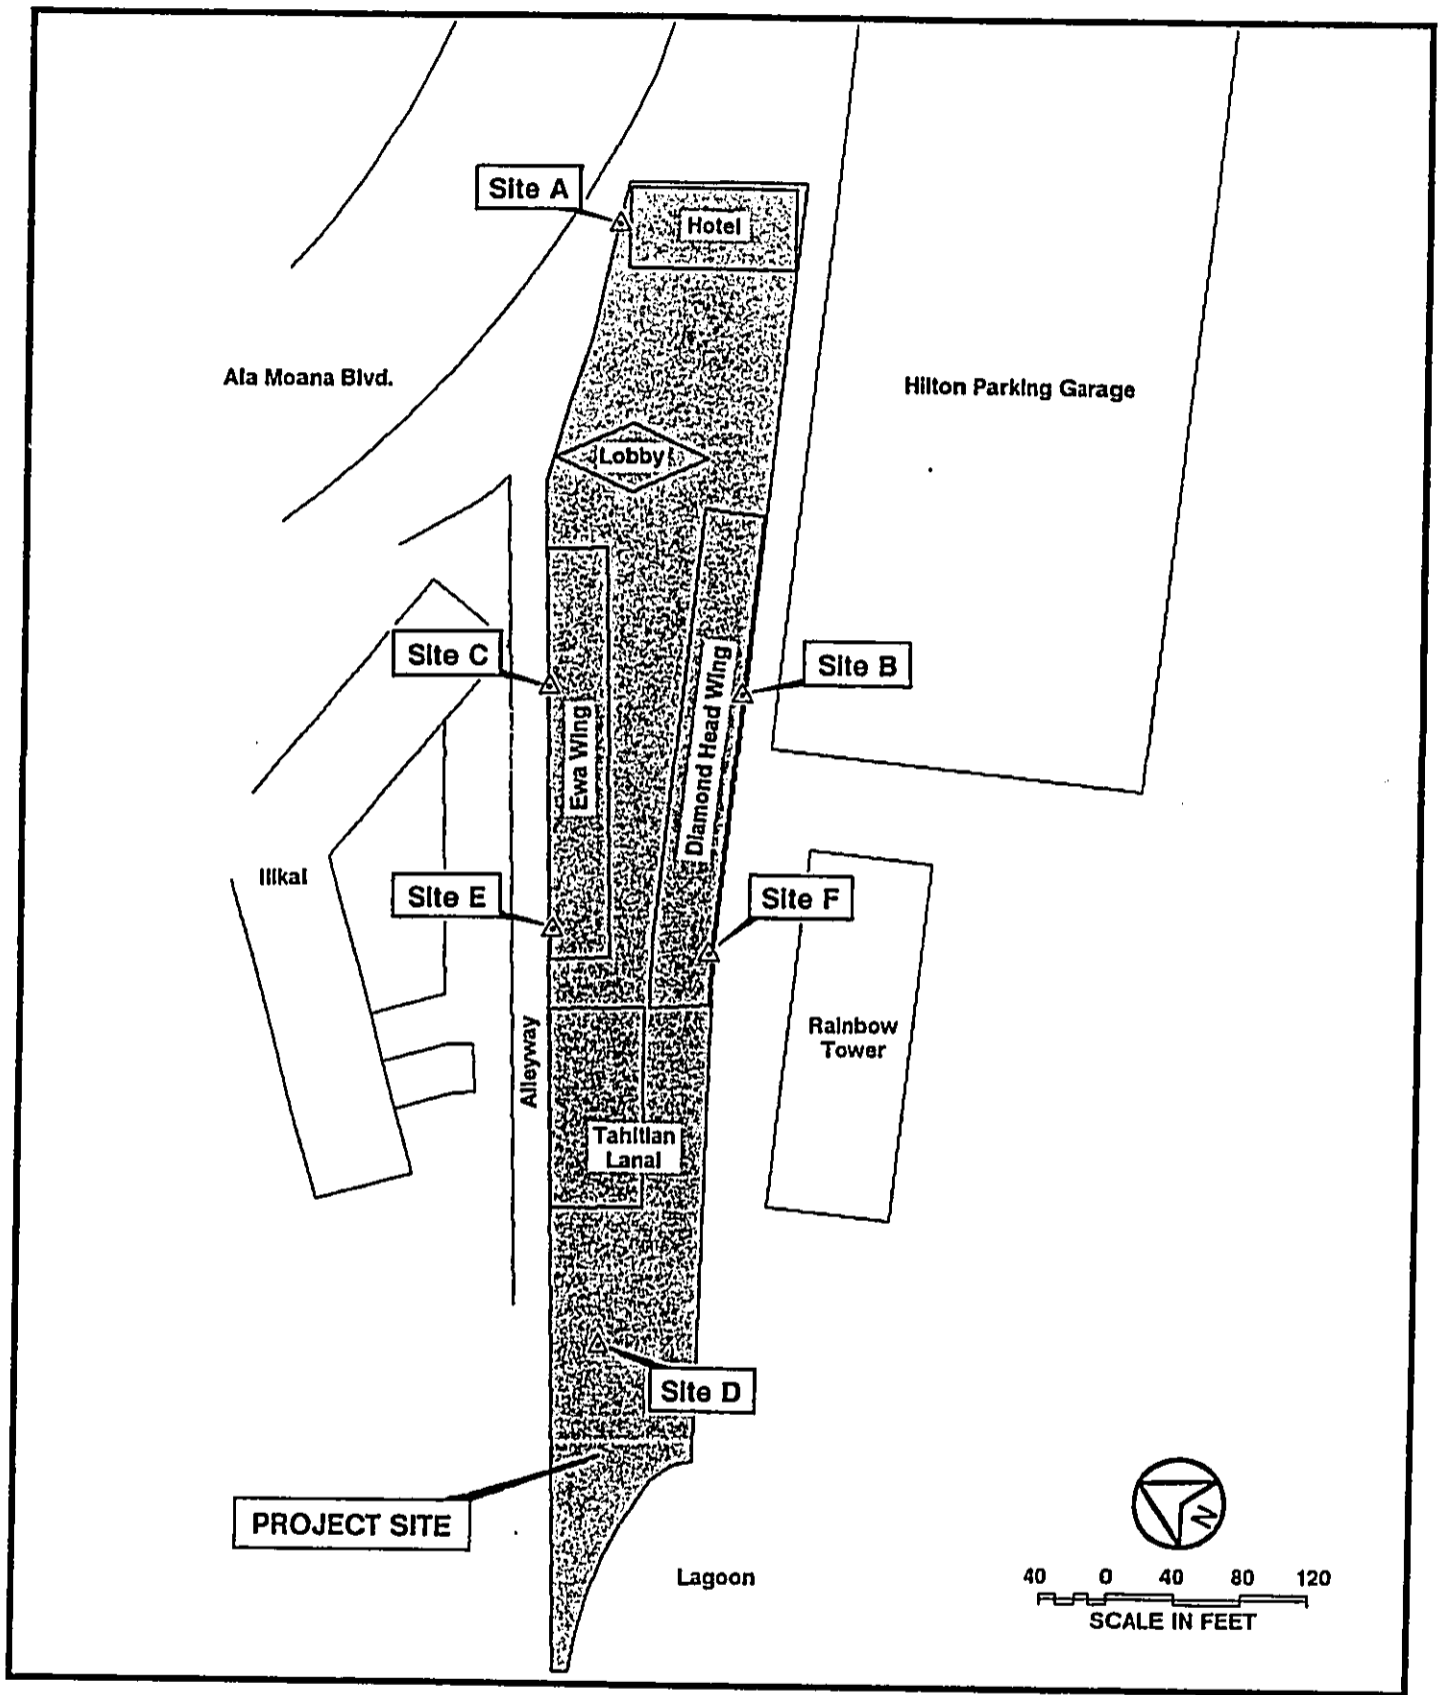 Site A
Hotel
Ala Moana Blvd.
Hilton Parking Garage
Lobby
Site C
Site B
Ewa Wing
Diamond Head Wing
Ilikai
Site E
Site F
Alleyway
Rainbow
Tower
Tahitian
Lanai
Site D
PROJECT SITE
N
Lagoon
40 0 40 80 120
SCALE IN FEET